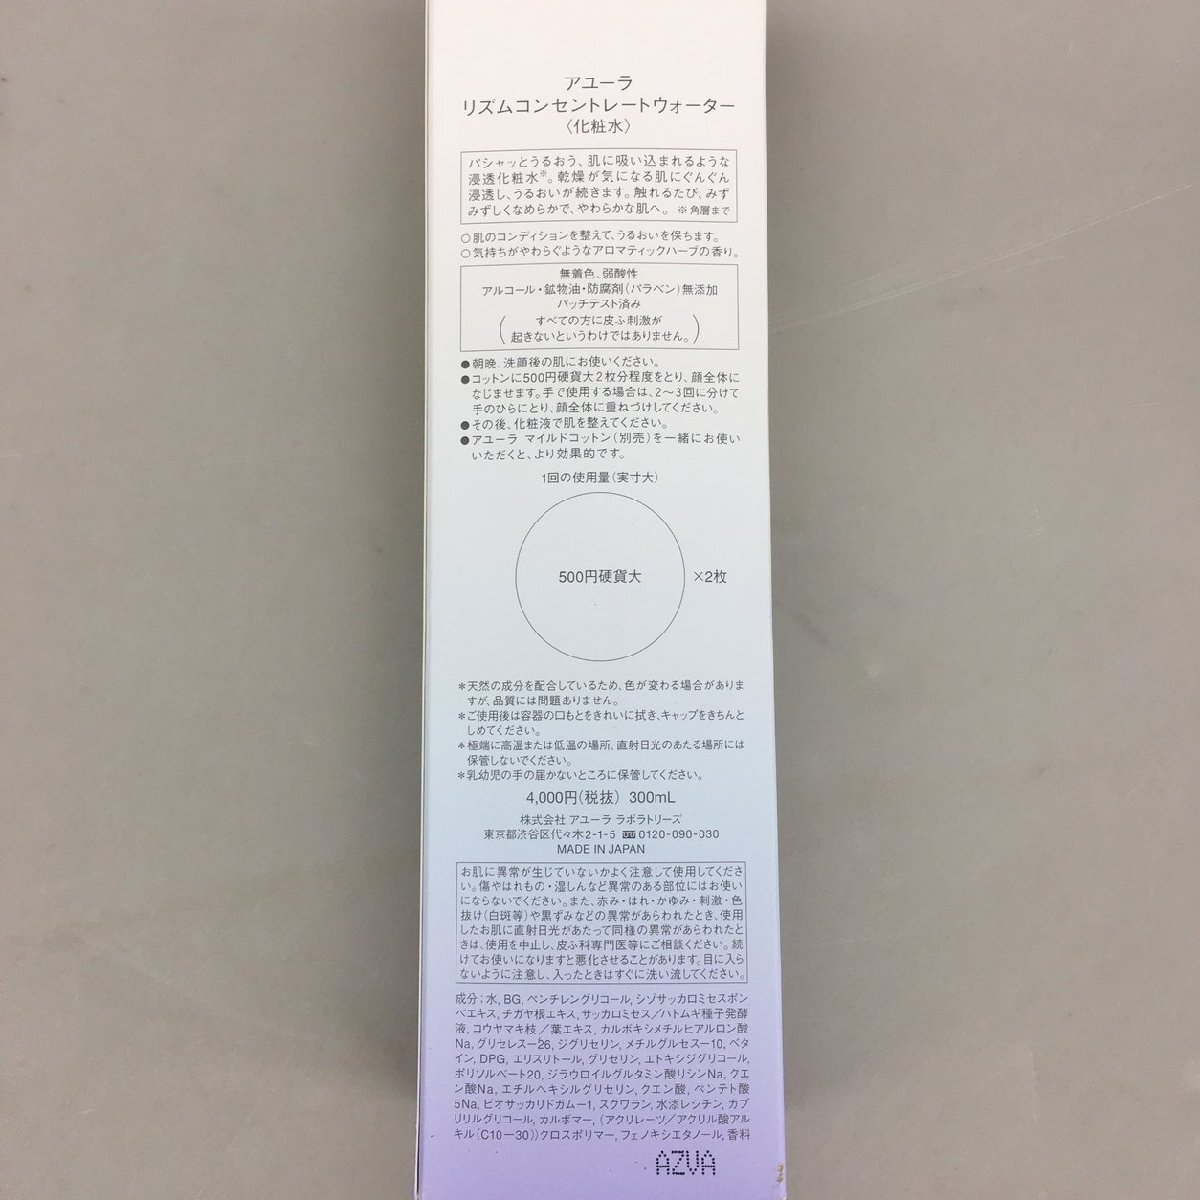 アユーラ
リズムコンセントレートウォーター
〈化粧水〉
パシャッとうるおう、肌に吸い込まれるような
浸透化粧水※。乾燥が気になる肌にぐんぐん
浸透し、うるおいが続きます。触れるたび、みず
みずしくなめらかで、やわらかな肌へ。 ※角層まで
○肌のコンディションを整えて、うるおいを保ちます。
○気持ちがやわらぐようなアロマティックハーブの香り。
無着色、弱酸性
アルコール・鉱物油・防腐剤(パラベン)無添加
パッチテスト済み
(すべての方に皮ふ刺激が
起きないというわけではありません。)
●朝晩、洗顔後の肌にお使いください。
●コットンに500円硬貨大2枚分程度をとり、顔全体に
なじませます。手で使用する場合は、2〜3回に分けて
手のひらにとり、顔全体に重ねづけしてください。
●その後、化粧液で肌を整えてください。
●アユーラ マイルドコットン(別売)を一緒にお使い
いただくと、より効果的です。
1回の使用量(実寸大)
500円硬貨大 ×2枚
＊天然の成分を配合しているため、色が変わる場合がありま
すが、品質には問題ありません。
＊ご使用後は容器の口もとをきれいに拭き、キャップをきちんと
しめてください。
＊極端に高温または低温の場所、直射日光のあたる場所には
保管しないでください。
＊乳幼児の手の届かないところに保管してください。
4,000円(税抜) 300mL
株式会社 アユーラ ラボラトリーズ
東京都渋谷区代々木2-1-5 0120-090-030
MADE IN JAPAN
お肌に異常が生じていないかよく注意して使用してくださ
い。傷やはれもの・湿しんなど異常のある部位にはお使い
にならないでください。また、赤み・はれ・かゆみ・刺激・色
抜け(白斑等)や黒ずみなどの異常があらわれたとき、使用
したお肌に直射日光があたって同様の異常があらわれたと
きは、使用を中止し、皮ふ科専門医等にご相談ください。続
けてお使いになりますと悪化させることがあります。目に入ら
ないように注意し、入ったときはすぐに洗い流してください。
成分：水, BG, ペンチレングリコール, シゾサッカロミセスポン
ベエキス, チガヤ根エキス, サッカロミセス／ハトムギ種子発酵
液, コウヤマキ枝／葉エキス, カルボキシメチルヒアルロン酸
Na, グリセレス−26, ジグリセリン, メチルグルセス−10, ベタ
イン, DPG, エリスリトール, グリセリン, エトキシジグリコール,
ポリソルベート20, ジラウロイルグルタミン酸リシンNa, クエ
ン酸Na, エチルヘキシルグリセリン, クエン酸, ペンテト酸
5Na, ビオサッカリドガム−1, スクワラン, 水添レシチン, カプ
リリルグリコール, カルボマー, (アクリレーツ／アクリル酸アル
キル(C10−30))クロスポリマー, フェノキシエタノール, 香料
AZVA